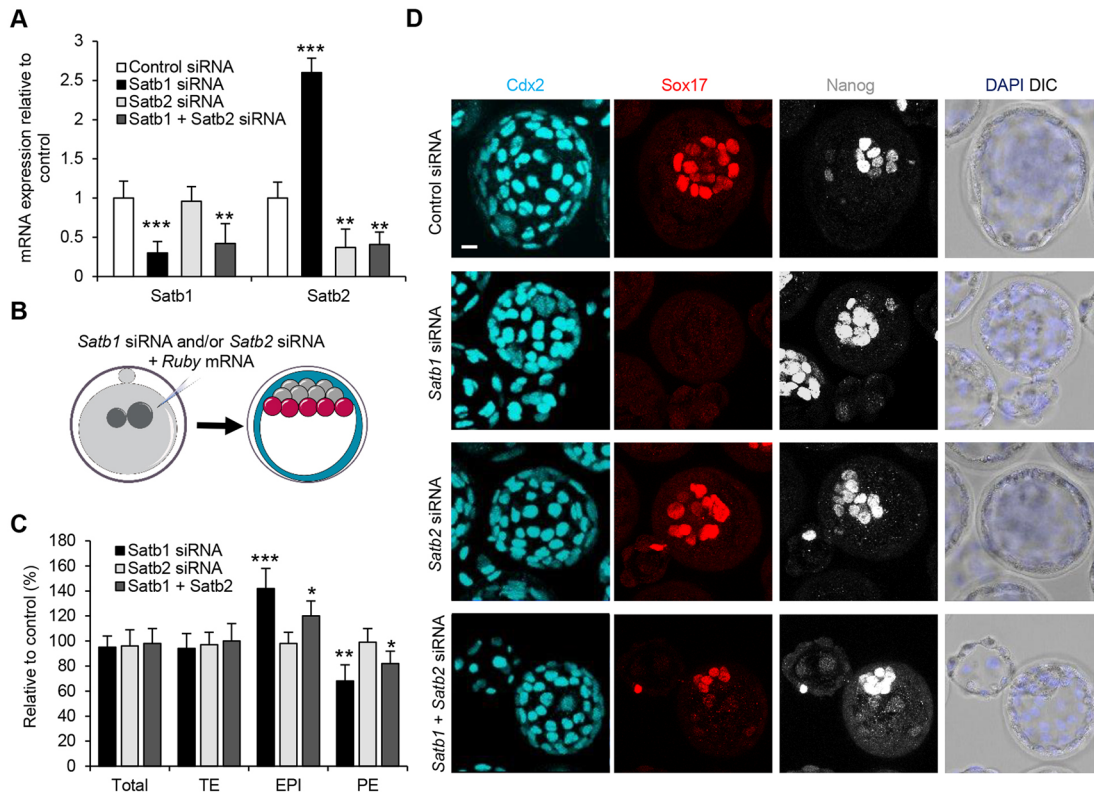 A
mRNA expression relative to
control
3
2.5
2
1.5
1
0.5
0
Control siRNA
Satb1 siRNA
Satb2 siRNA
Satb1 + Satb2 siRNA
***
**
***
**
**
Satb1
Satb2
B
Satb1 siRNA and/or Satb2 siRNA
+ Ruby mRNA
C
Relative to control (%)
180
160
140
120
100
80
60
40
20
0
Satb1 siRNA
Satb2 siRNA
Satb1 + Satb2
***
*
**
*
Total
TE
EPI
PE
D
Cdx2
Sox17
Nanog
DAPI DIC
Control siRNA
Satb1 siRNA
Satb2 siRNA
Satb1 + Satb2 siRNA